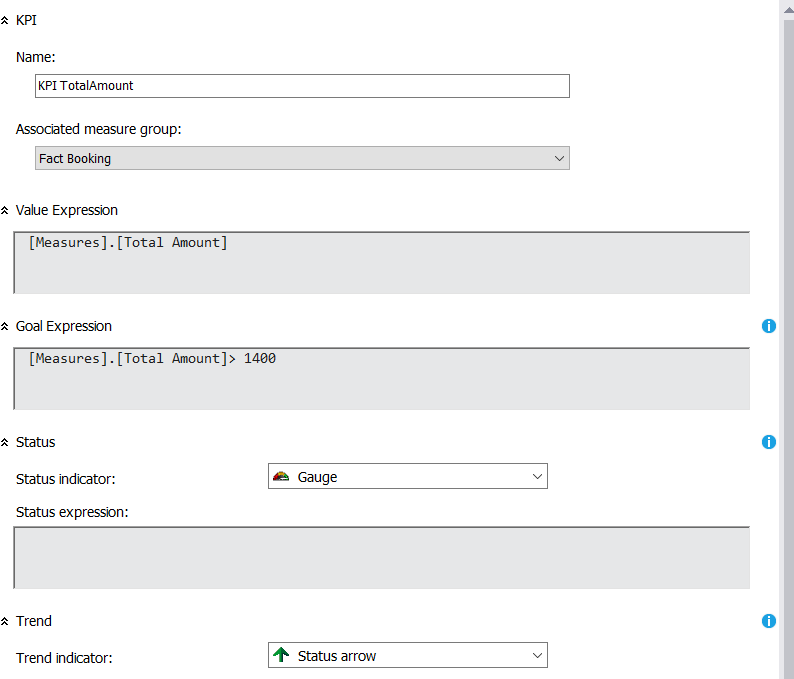 KPI
Name:
KPI TotalAmount
Associated measure group:
Fact Booking
Value Expression
[Measures].[Total Amount]
Goal Expression
[Measures].[Total Amount]> 1400
Status
Status indicator:
Gauge
Status expression:
Trend
Trend indicator:
Status arrow